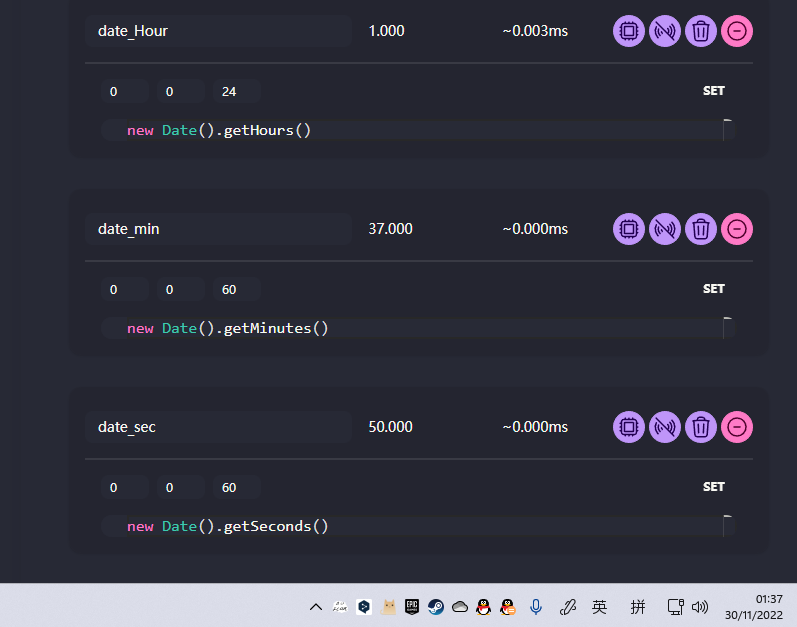 date_Hour 1.000 ~0.003ms
0 0 24 SET
new Date().getHours()
date_min 37.000 ~0.000ms
0 0 60 SET
new Date().getMinutes()
date_sec 50.000 ~0.000ms
0 0 60 SET
new Date().getSeconds()
EPIC 英 拼 01:37
30/11/2022